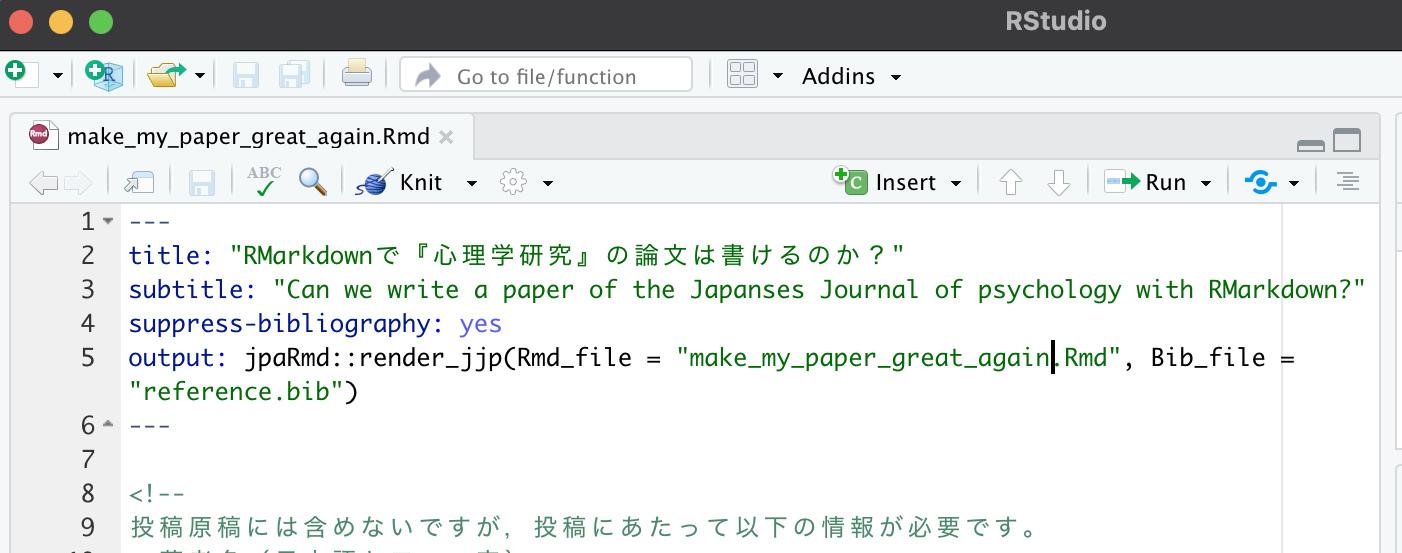 RStudio
Go to file/function
Addins
make_my_paper_great_again.Rmd
ABC
Knit
Insert
Run
1 ---
2 title: "RMarkdownで『心理学研究』の論文は書けるのか？"
3 subtitle: "Can we write a paper of the Japanses Journal of psychology with RMarkdown?"
4 suppress-bibliography: yes
5 output: jpaRmd::render_jjp(Rmd_file = "make_my_paper_great_again.Rmd", Bib_file =
"reference.bib")
6 ---
7
8 <!--
9 投稿原稿には含めないですが，投稿にあたって以下の情報が必要です。